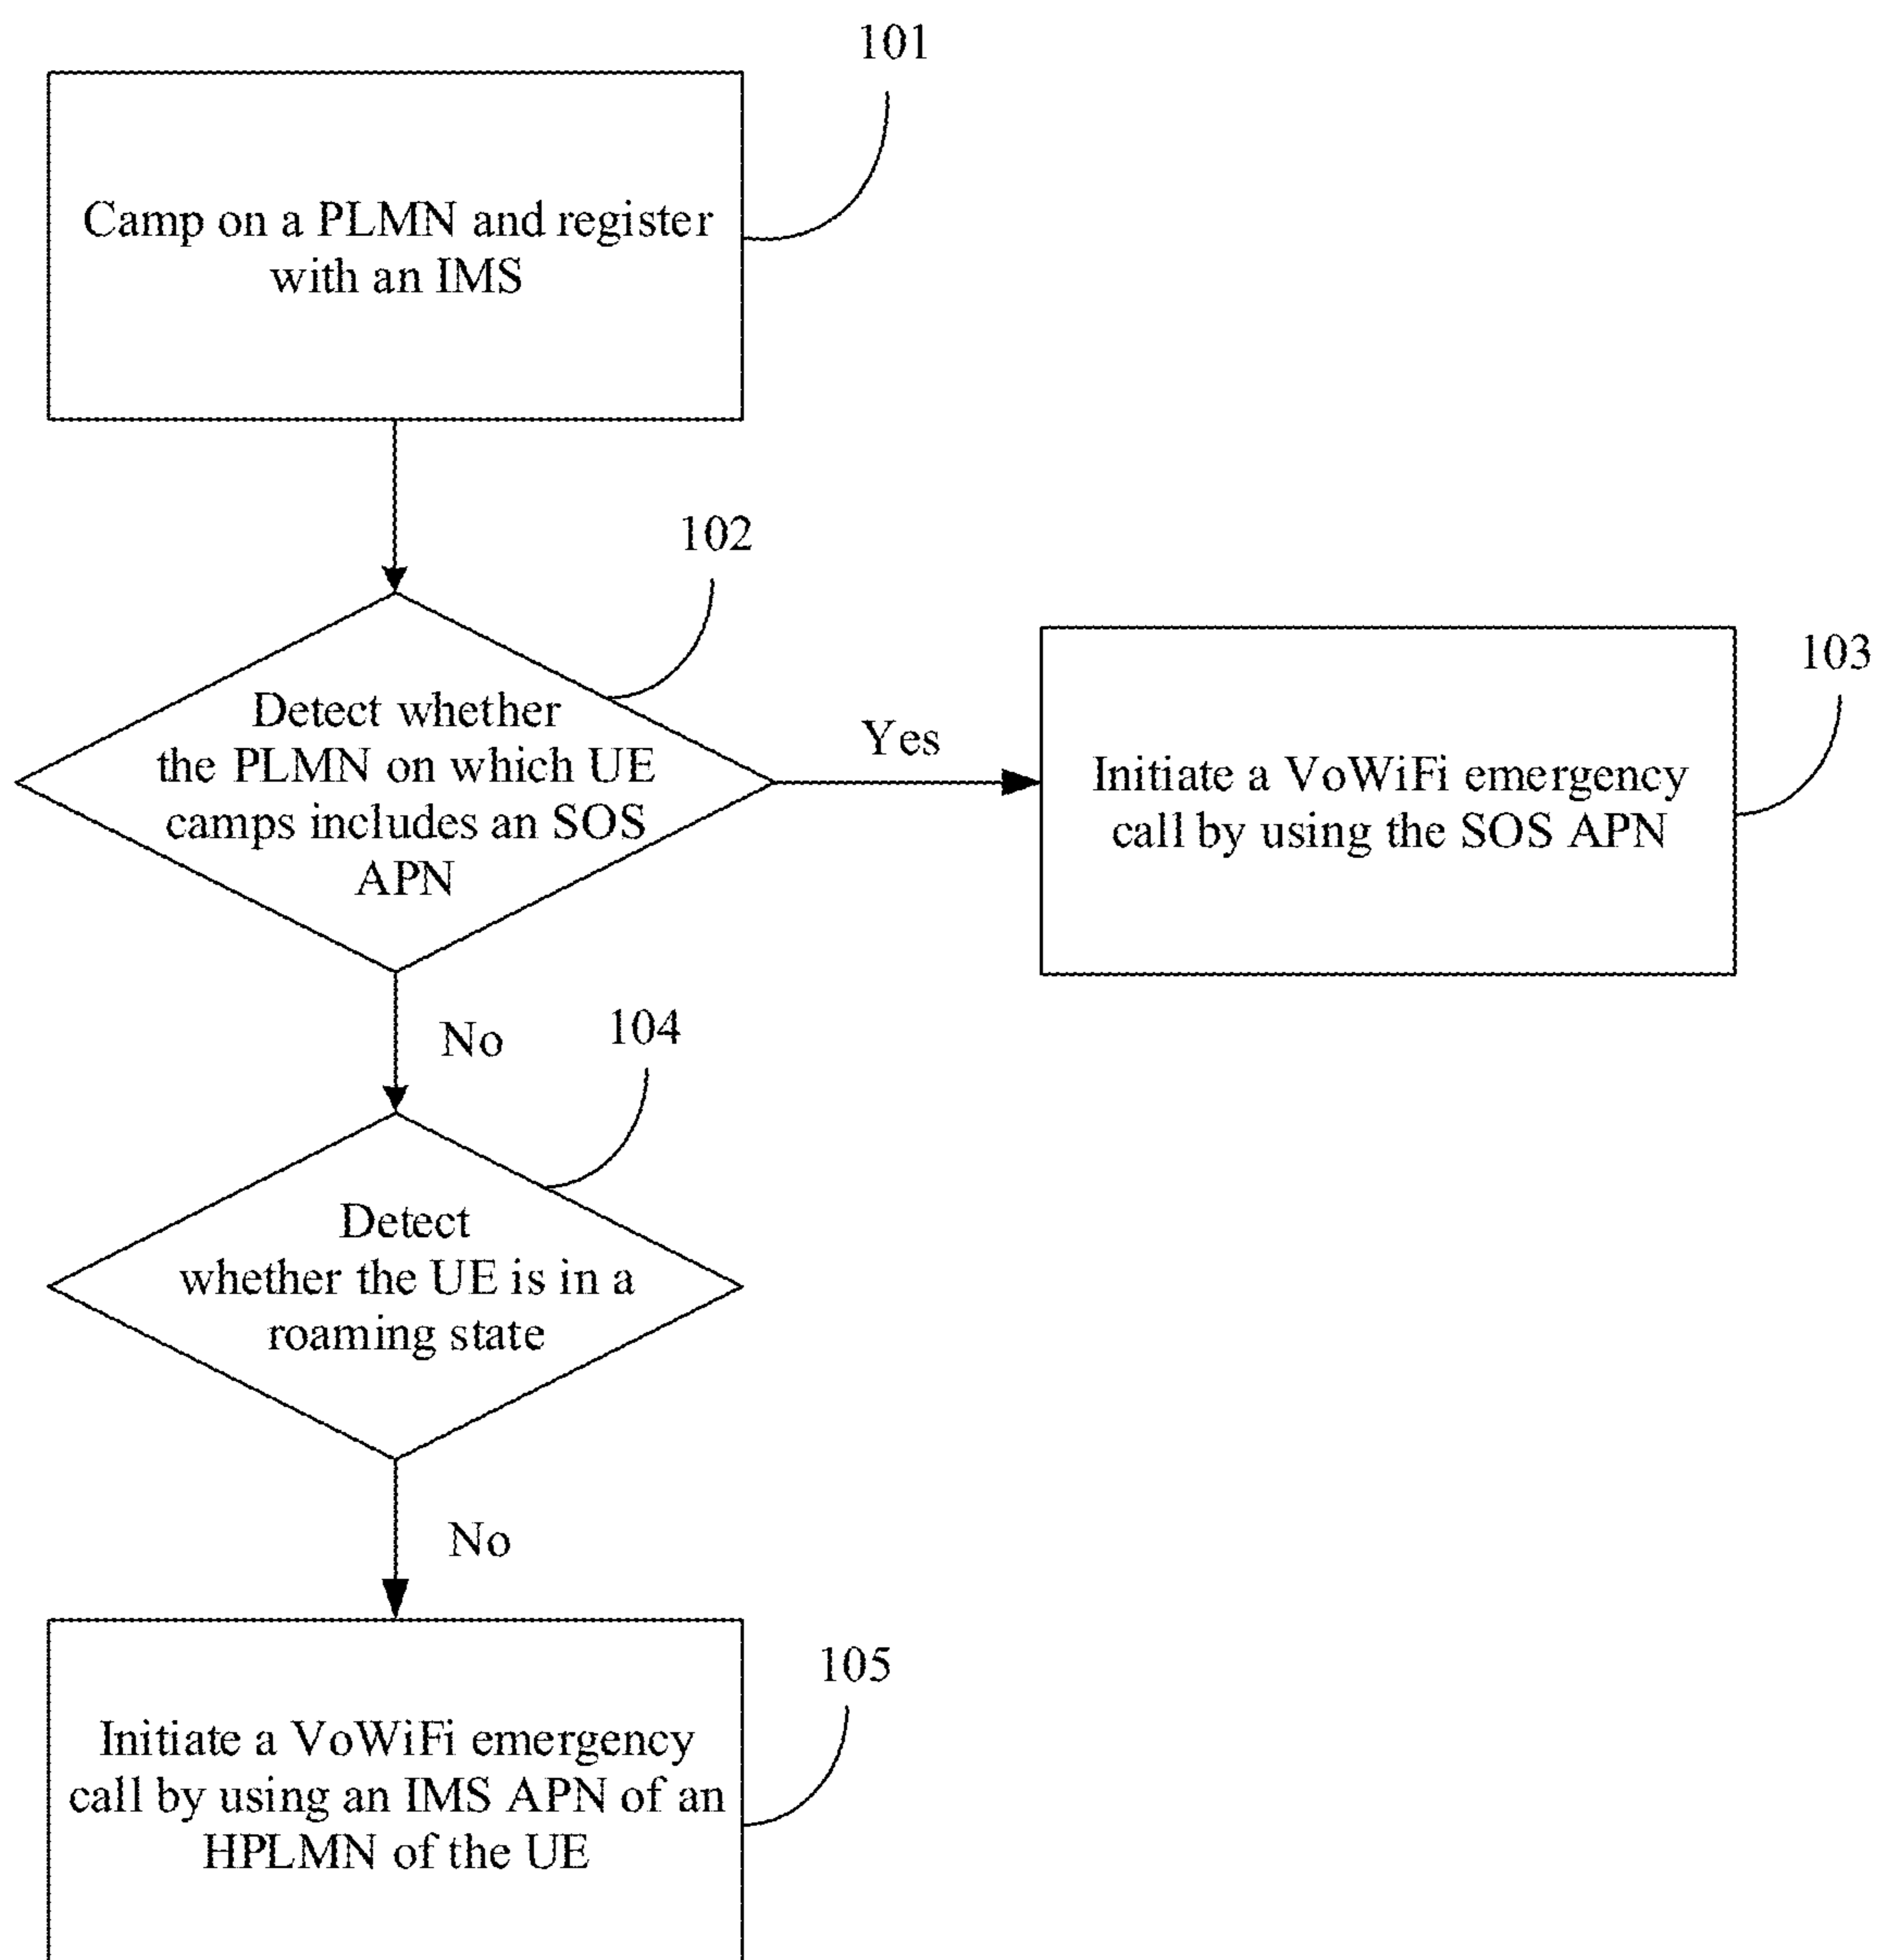 101
Camp on a PLMN and register
with an IMS
102
Detect whether
the PLMN on which UE
camps includes an SOS
APN
Yes
103
Initiate a VoWiFi emergency
call by using the SOS APN
No
104
Detect
whether the UE is in a
roaming state
No
105
Initiate a VoWiFi emergency
call by using an IMS APN of an
HPLMN of the UE